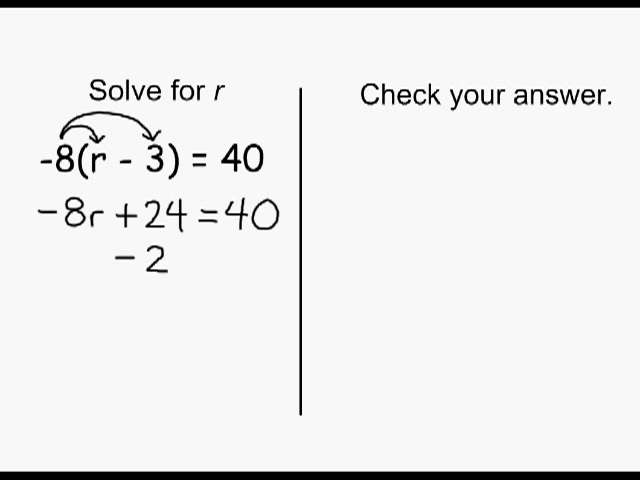 Solve for r
-8(r - 3) = 40
-8r + 24 = 40
- 2
Check your answer.